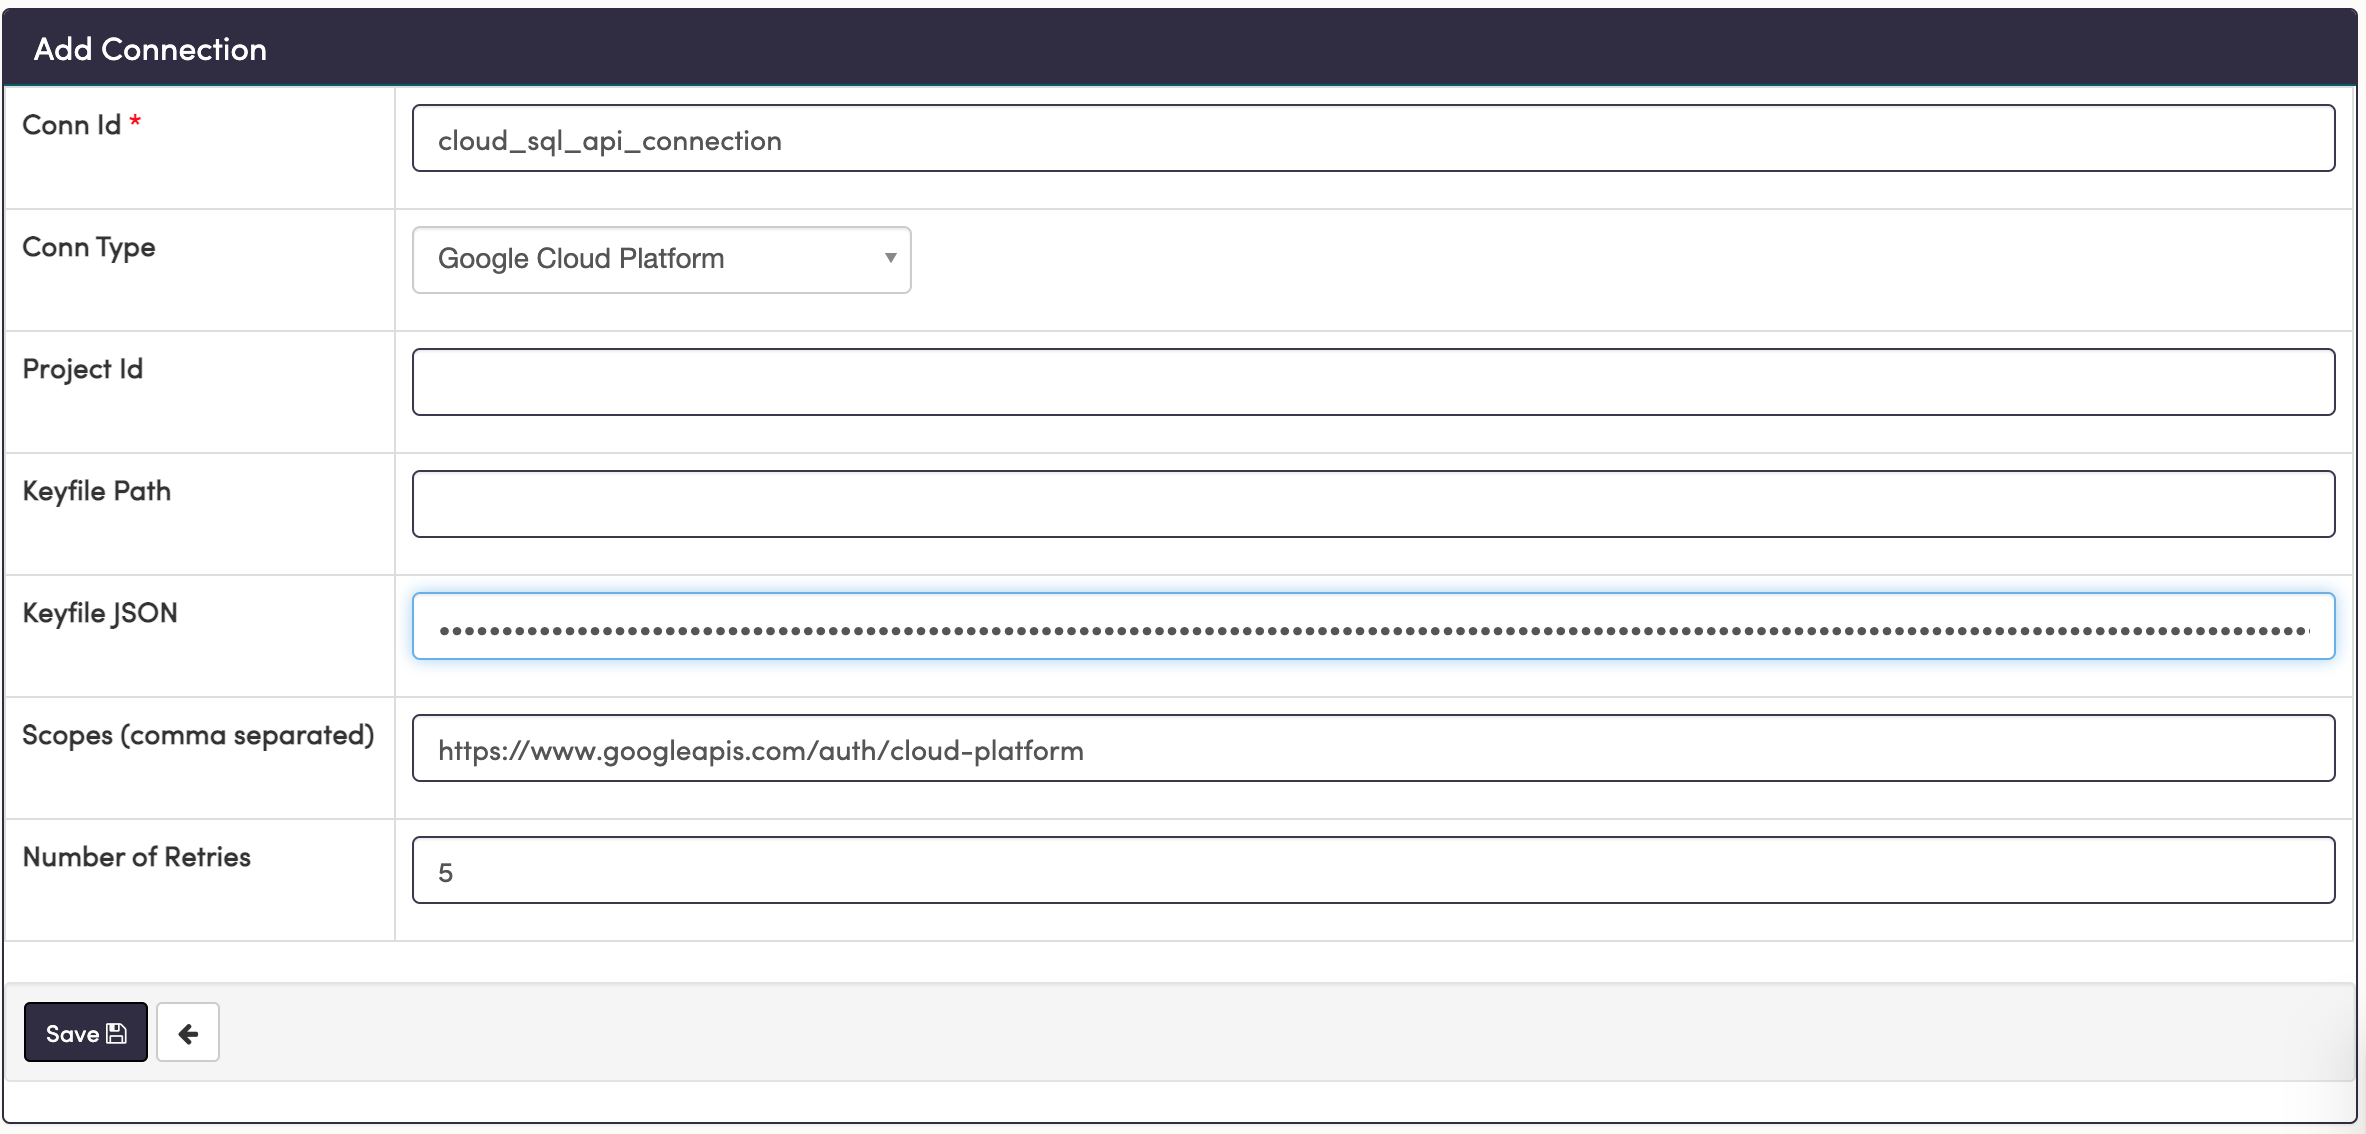 Add Connection
Conn Id *
cloud_sql_api_connection
Conn Type
Google Cloud Platform
Project Id
Keyfile Path
Keyfile JSON
Scopes (comma separated)
https://www.googleapis.com/auth/cloud-platform
Number of Retries
5
Save